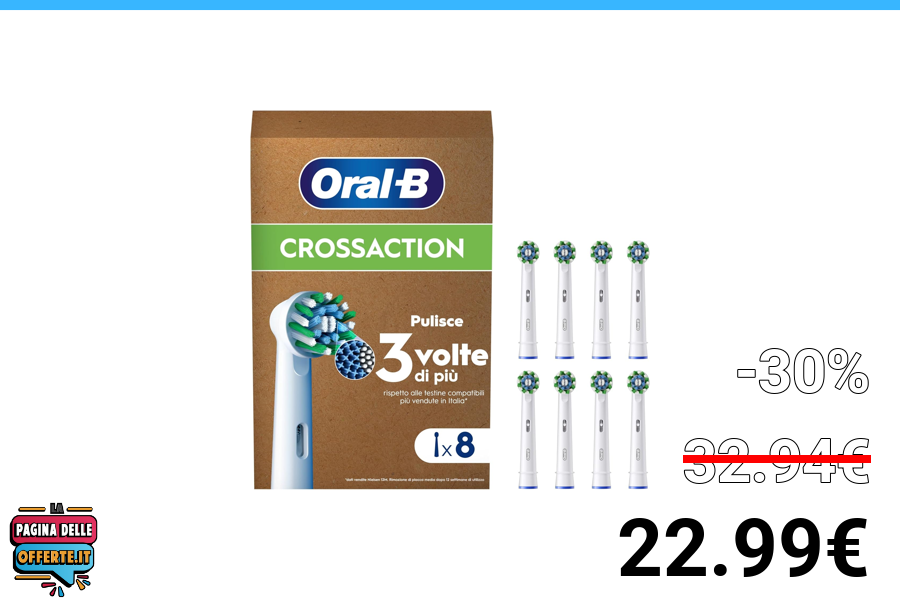 Oral-B
CROSSACTION
Pulisce
3 volte
di più
rispetto alle testine compatibili
più vendute in Italia*
x8
-30%
32.94€
22.99€
LA
PAGINA DELLE
OFFERTE.IT